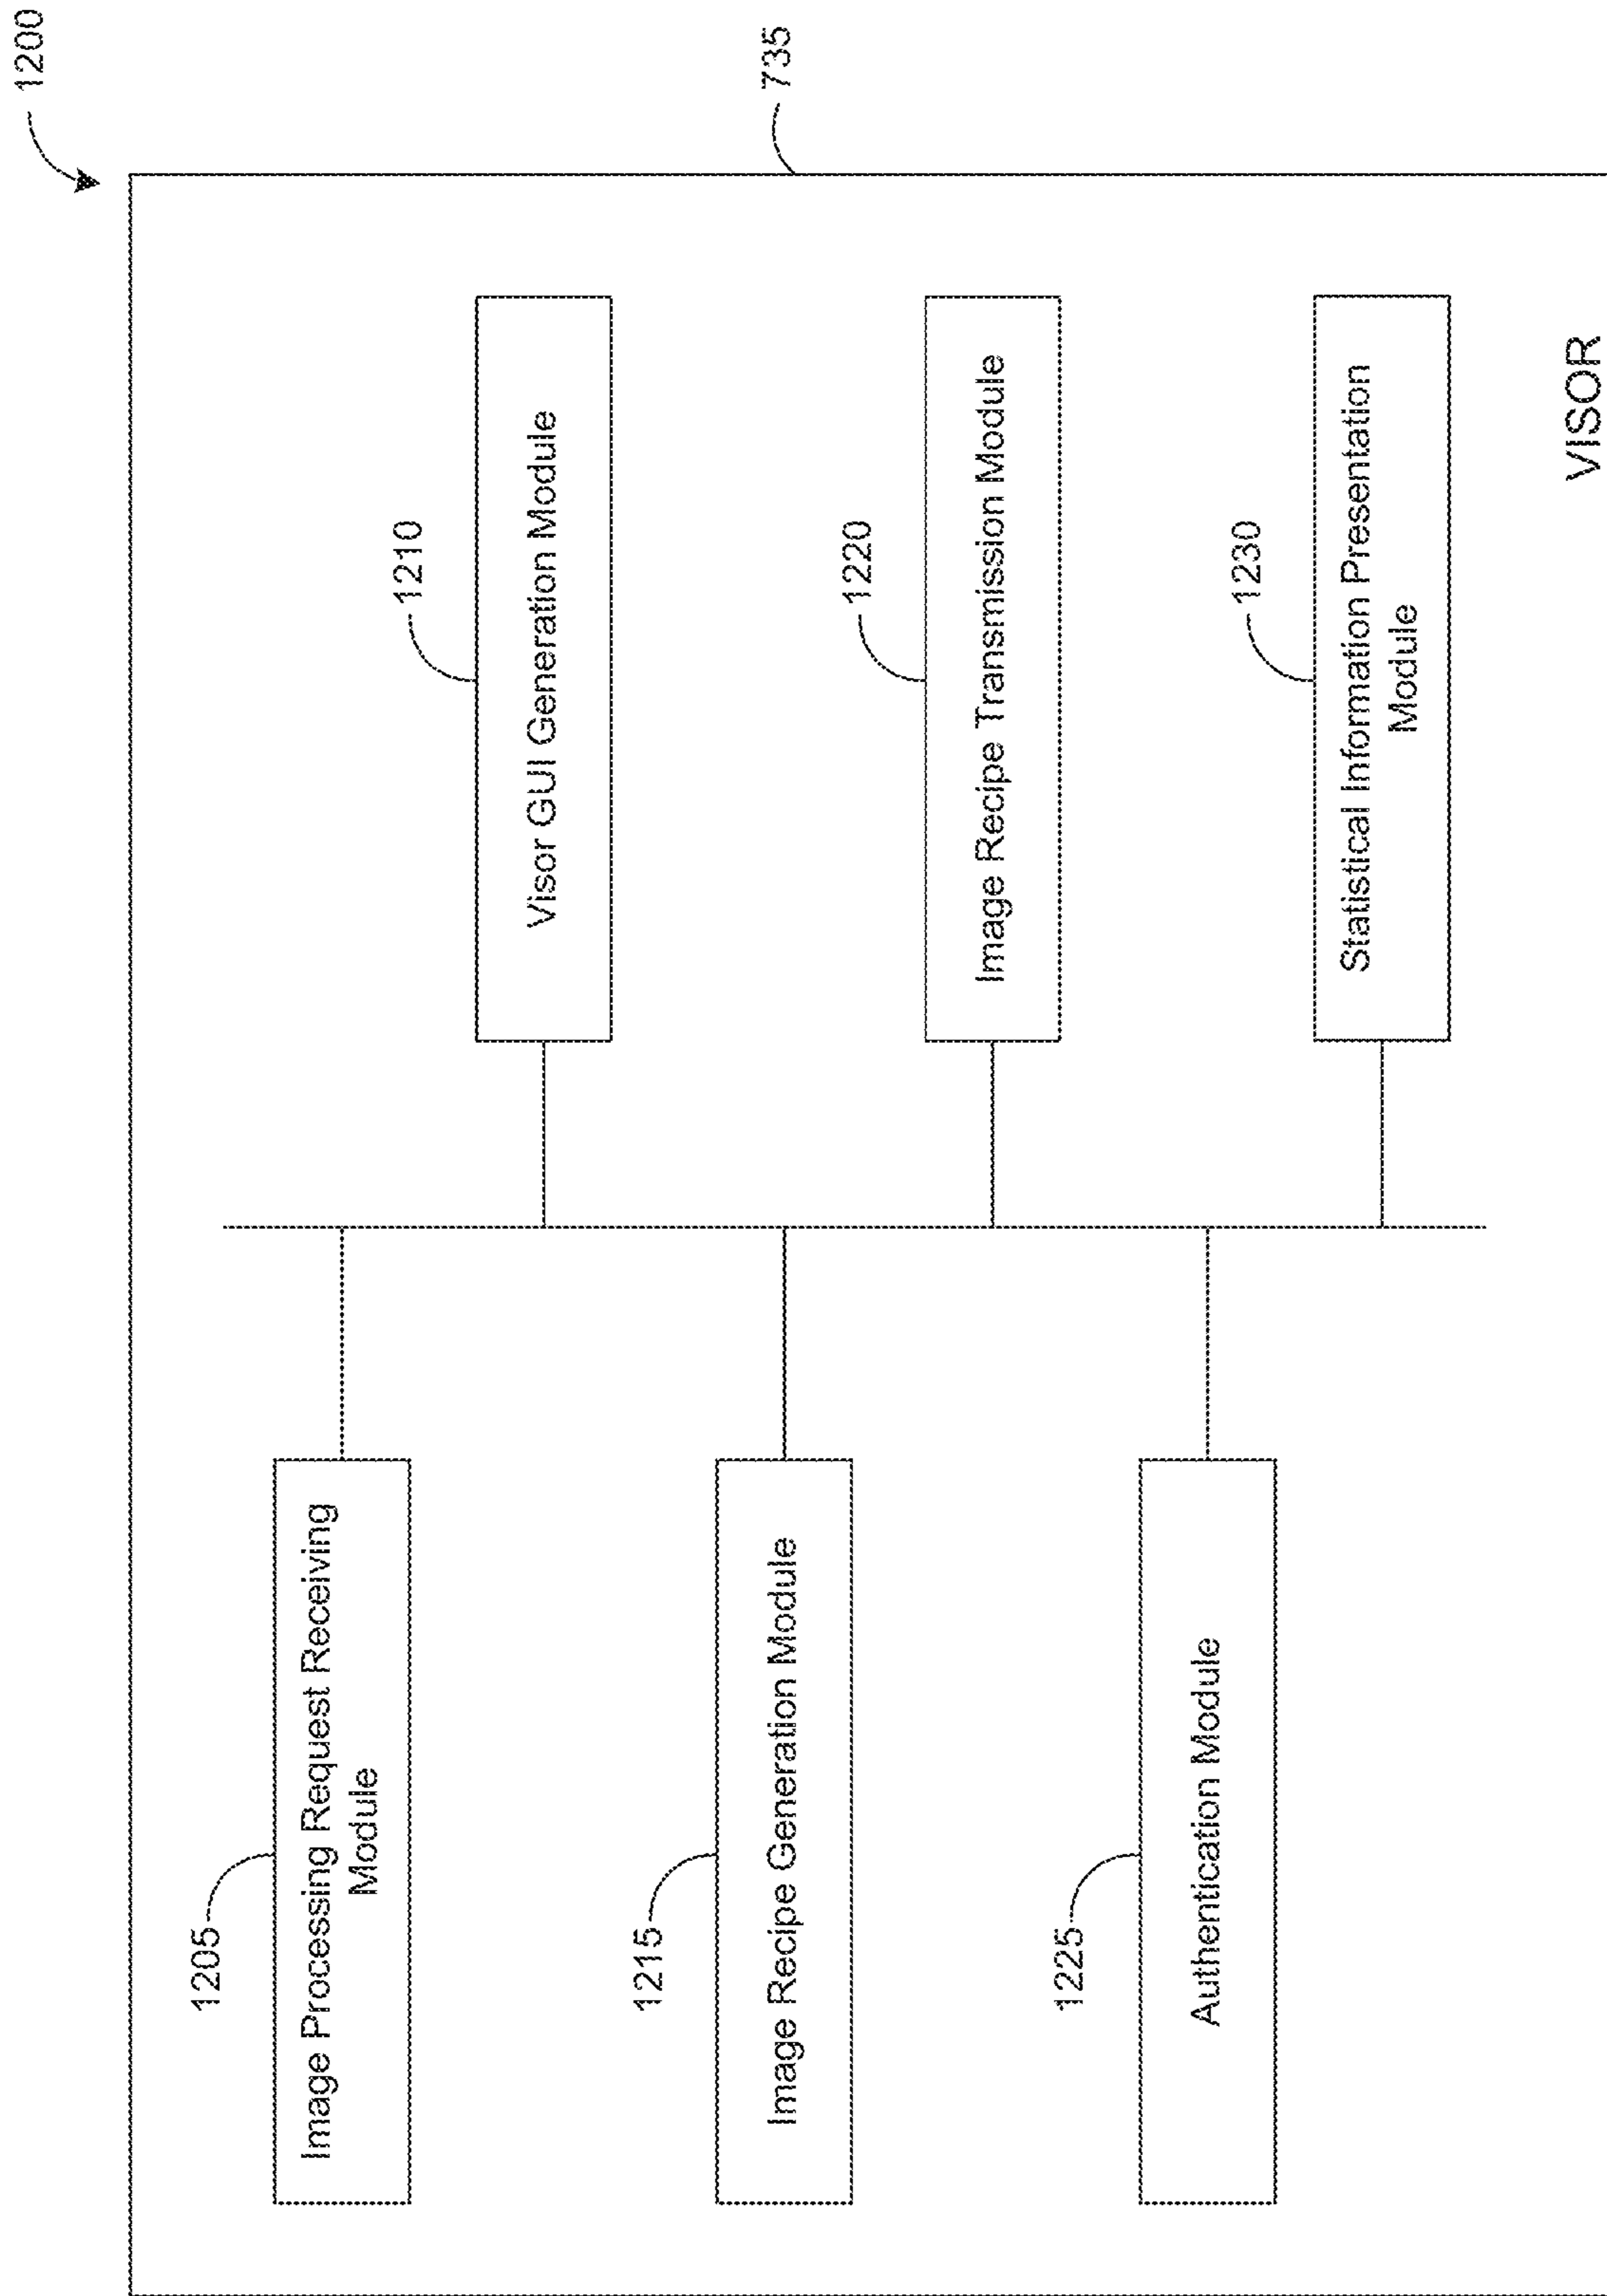 1200
735
1205
Image Processing Request Receiving
Module
1210
Visor GUI Generation Module
1215
Image Recipe Generation Module
1220
Image Recipe Transmission Module
1225
Authentication Module
1230
Statistical Information Presentation
Module
VISOR